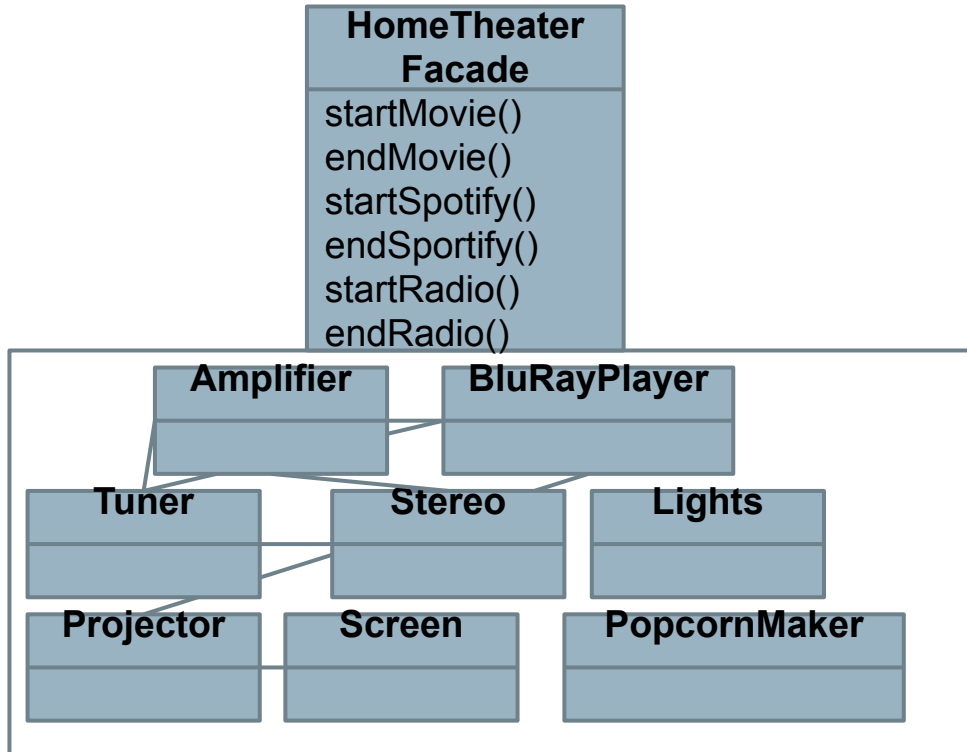 HomeTheater
Facade
startMovie()
endMovie()
startSpotify()
endSportify()
startRadio()
endRadio()
Amplifier
BluRayPlayer
Tuner
Stereo
Lights
Projector
Screen
PopcornMaker